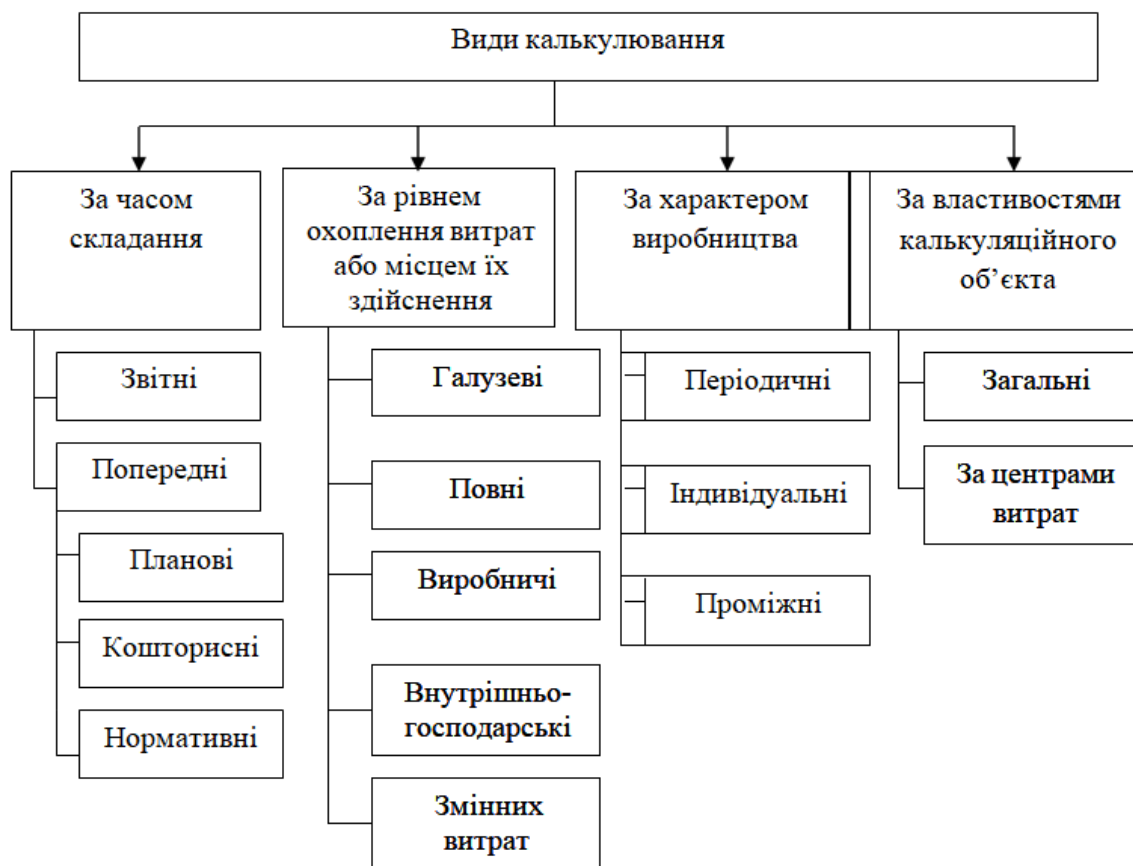 Види калькулювання
За часом
складання
Звітні
Попередні
Планові
Кошторисні
Нормативні
За рівнем
охоплення витрат
або місцем їх
здійснення
Галузеві
Повні
Виробничі
Внутрішньо-
господарські
Змінних
витрат
За характером
виробництва
Періодичні
Індивідуальні
Проміжні
За властивостями
калькуляційного
об’єкта
Загальні
За центрами
витрат